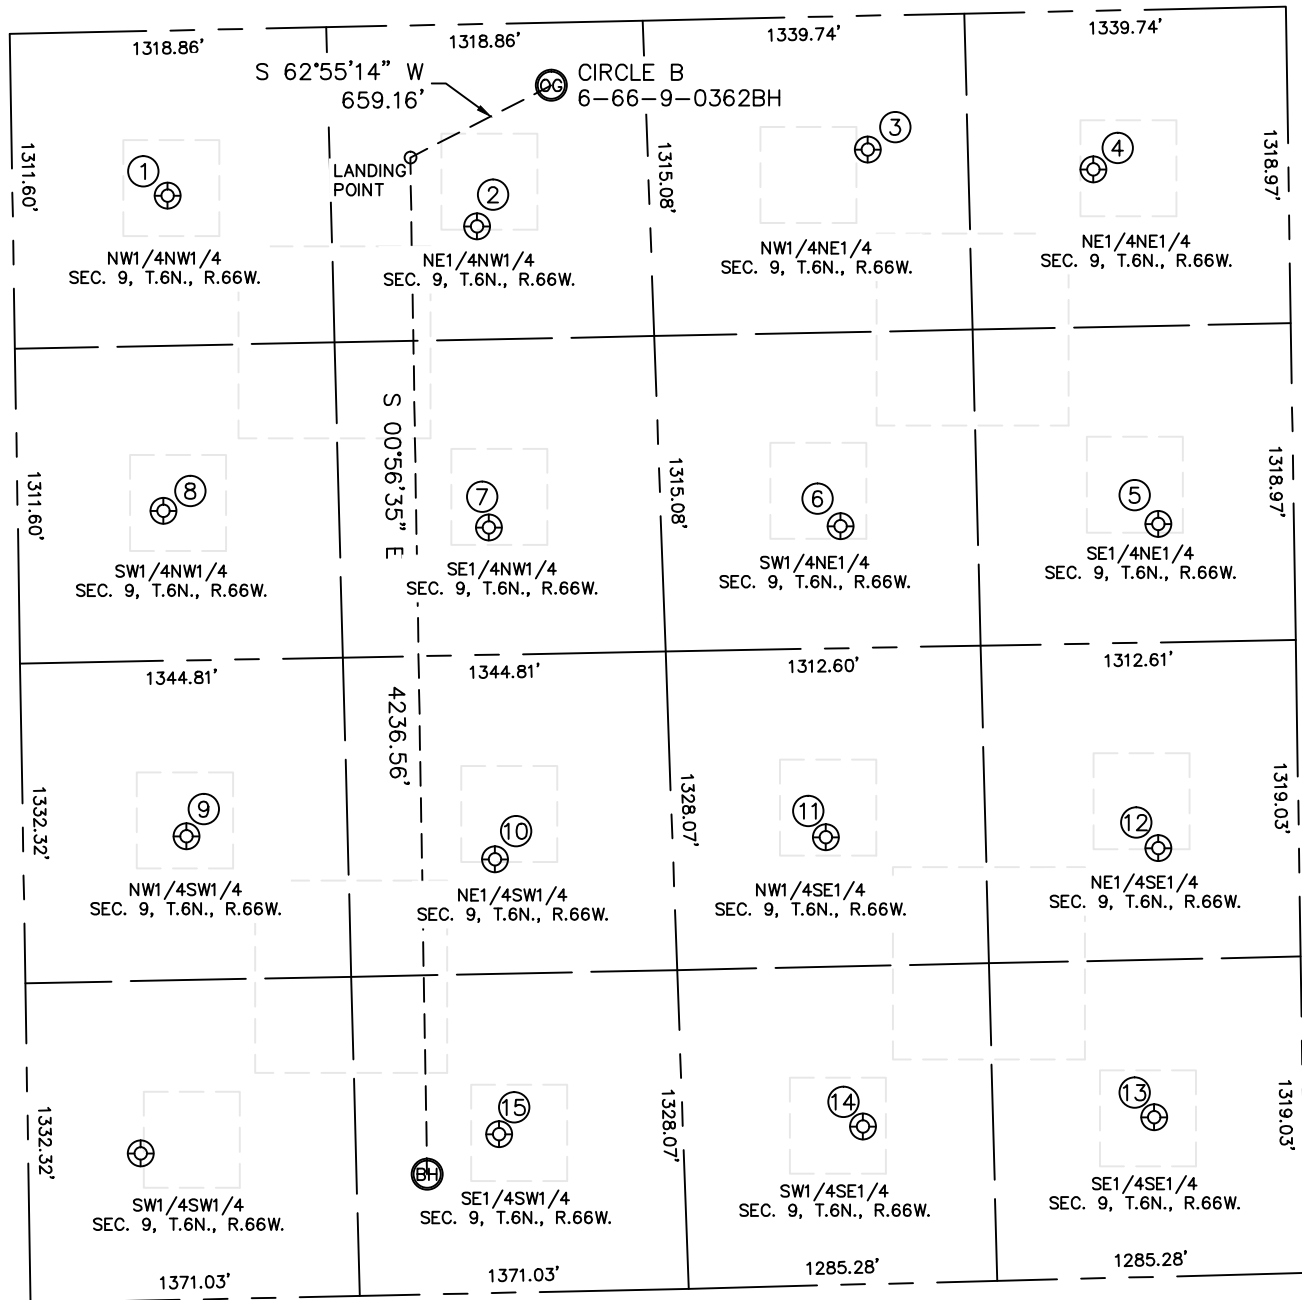 1318.86'
1318.86'
1339.74'
1339.74'
S 62°55'14" W
659.16'
OG
CIRCLE B
6-66-9-0362BH
LANDING
POINT
1311.60'
1315.08'
1318.97'
1
2
3
4
NW1/4NW1/4
SEC. 9, T.6N., R.66W.
NE1/4NW1/4
SEC. 9, T.6N., R.66W.
NW1/4NE1/4
SEC. 9, T.6N., R.66W.
NE1/4NE1/4
SEC. 9, T.6N., R.66W.
S 00°56'35" E
4236.56'
1311.60'
1315.08'
1318.97'
8
7
6
5
SW1/4NW1/4
SEC. 9, T.6N., R.66W.
SE1/4NW1/4
SEC. 9, T.6N., R.66W.
SW1/4NE1/4
SEC. 9, T.6N., R.66W.
SE1/4NE1/4
SEC. 9, T.6N., R.66W.
1344.81'
1344.81'
1312.60'
1312.61'
1332.32'
1328.07'
1319.03'
9
10
11
12
NW1/4SW1/4
SEC. 9, T.6N., R.66W.
NE1/4SW1/4
SEC. 9, T.6N., R.66W.
NW1/4SE1/4
SEC. 9, T.6N., R.66W.
NE1/4SE1/4
SEC. 9, T.6N., R.66W.
1332.32'
1328.07'
1319.03'
15
14
13
BH
SW1/4SW1/4
SEC. 9, T.6N., R.66W.
SE1/4SW1/4
SEC. 9, T.6N., R.66W.
SW1/4SE1/4
SEC. 9, T.6N., R.66W.
SE1/4SE1/4
SEC. 9, T.6N., R.66W.
1371.03'
1371.03'
1285.28'
1285.28'